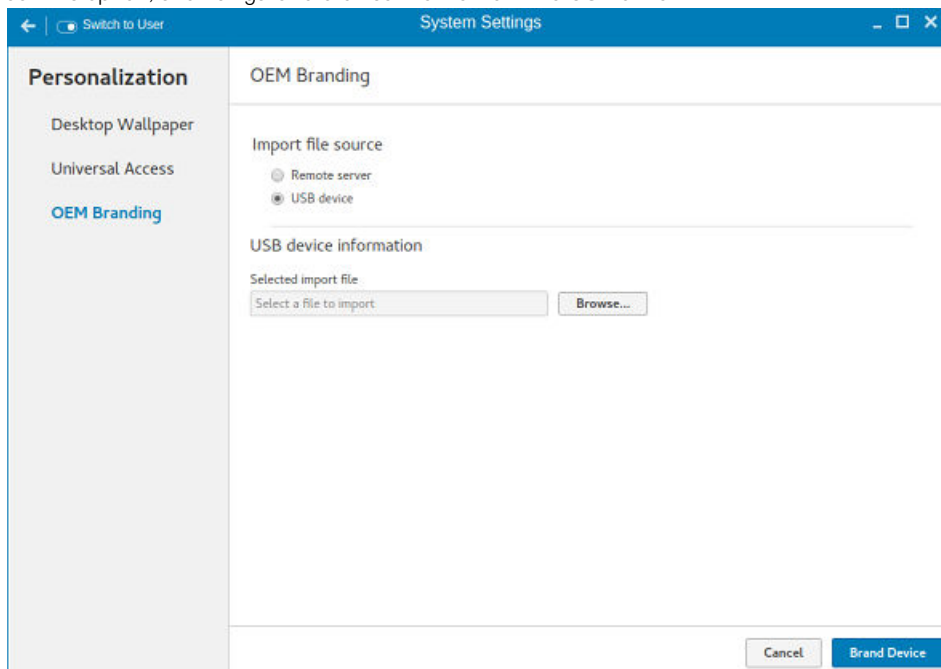 Switch to User
System Settings
Personalization
Desktop Wallpaper
Universal Access
OEM Branding
OEM Branding
Import file source
Remote server
USB device
USB device information
Selected import file
Select a file to import
Browse...
Cancel
Brand Device